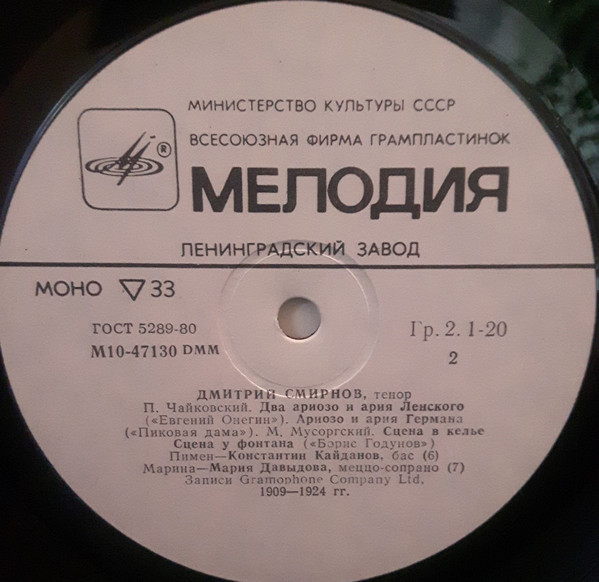 МИНИСТЕРСТВО КУЛЬТУРЫ СССР
ВСЕСОЮЗНАЯ ФИРМА ГРАМПЛАСТИНОК
®
МЕЛОДИЯ
ЛЕНИНГРАДСКИЙ ЗАВОД
МОНО ▽33
ГОСТ 5289-80
Гр. 2. 1-20
М10-47130 DMM
2
ДМИТРИЙ СМИРНОВ, тенор
П. Чайковский. Два ариозо и ария Ленского
(«Евгений Онегин»). Ариозо и ария Германа
(«Пиковая дама»). М. Мусоргский. Сцена в келье
Сцена у фонтана («Борис Годунов»)
Пимен—Константин Кайданов, бас (6)
Марина—Мария Давыдова, меццо-сопрано (7)
Записи Gramophone Company Ltd.
1909—1924 гг.